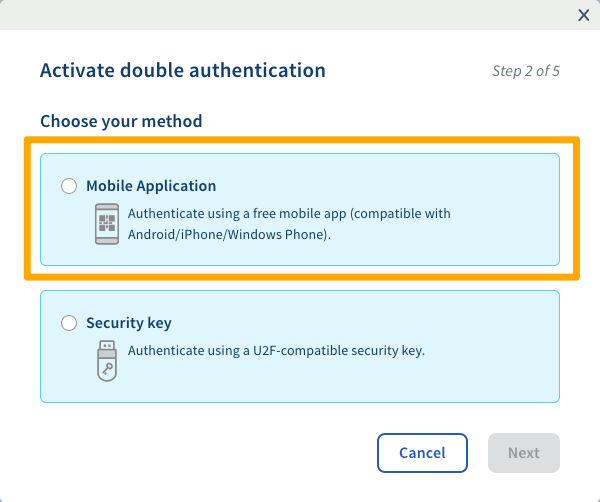 Activate double authentication
Step 2 of 5
Choose your method
Mobile Application
Authenticate using a free mobile app (compatible with
Android/iPhone/Windows Phone).
Security key
Authenticate using a U2F-compatible security key.
Cancel
Next